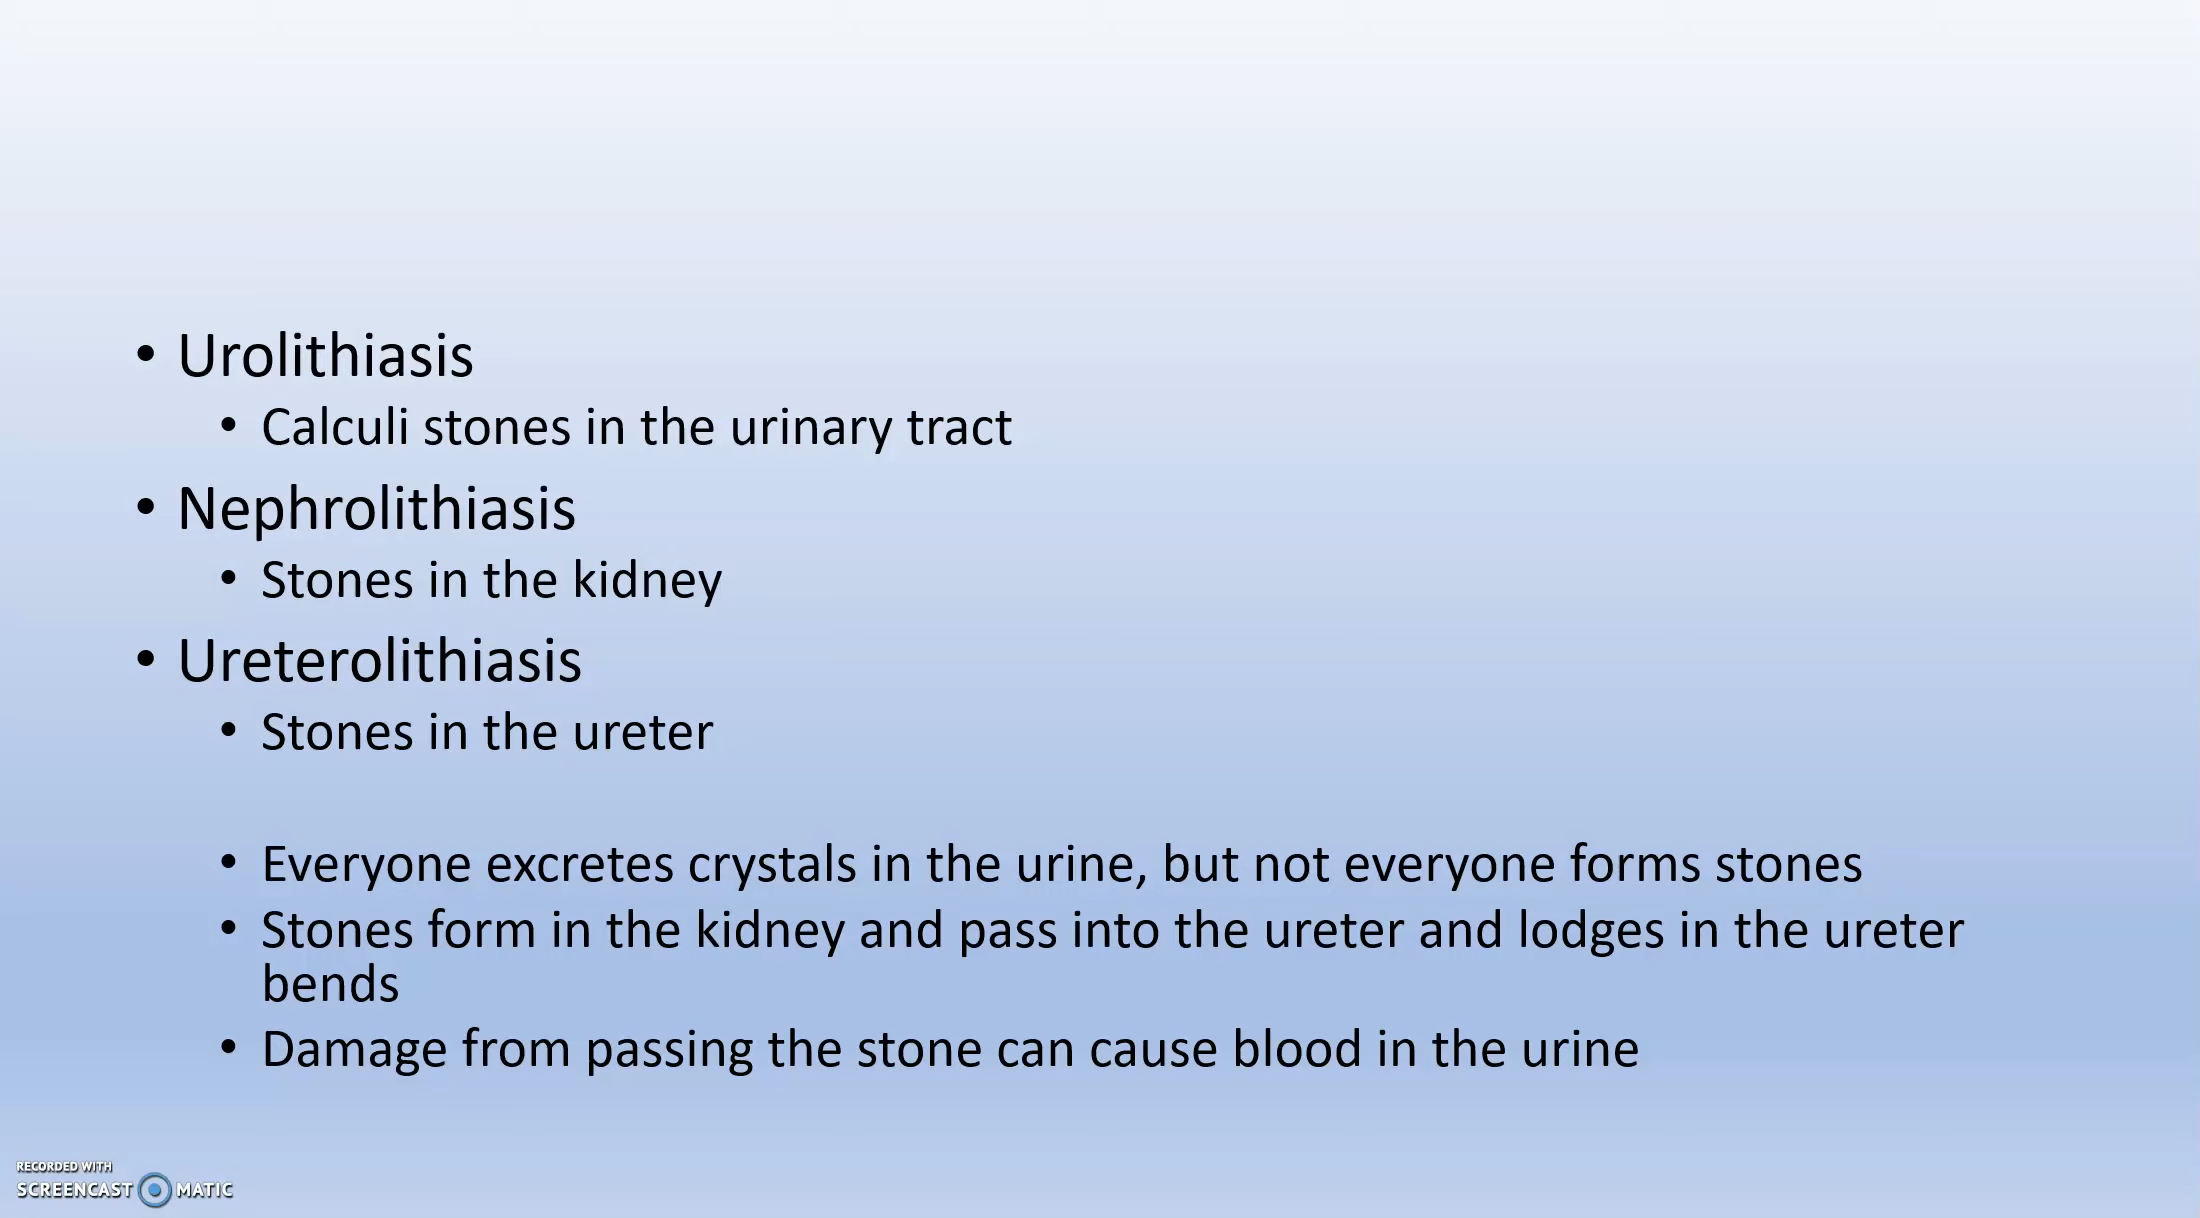 • Urolithiasis
• Calculi stones in the urinary tract
• Nephrolithiasis
• Stones in the kidney
• Ureterolithiasis
• Stones in the ureter
• Everyone excretes crystals in the urine, but not everyone forms stones
• Stones form in the kidney and pass into the ureter and lodges in the ureter
bends
• Damage from passing the stone can cause blood in the urine
RECORDED WITH
SCREENCAST MATIC